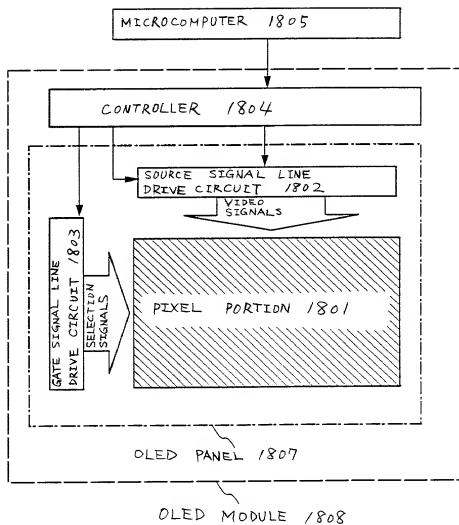 MICROCOMPUTER 1805
CONTROLLER 1804
SOURCE SIGNAL LINE
DRIVE CIRCUIT 1802
VIDEO
SIGNALS
GATE SIGNAL LINE
DRIVE CIRCUIT 1803
SELECTION
SIGNALS
PIXEL PORTION 1801
OLED PANEL 1807
OLED MODULE 1808